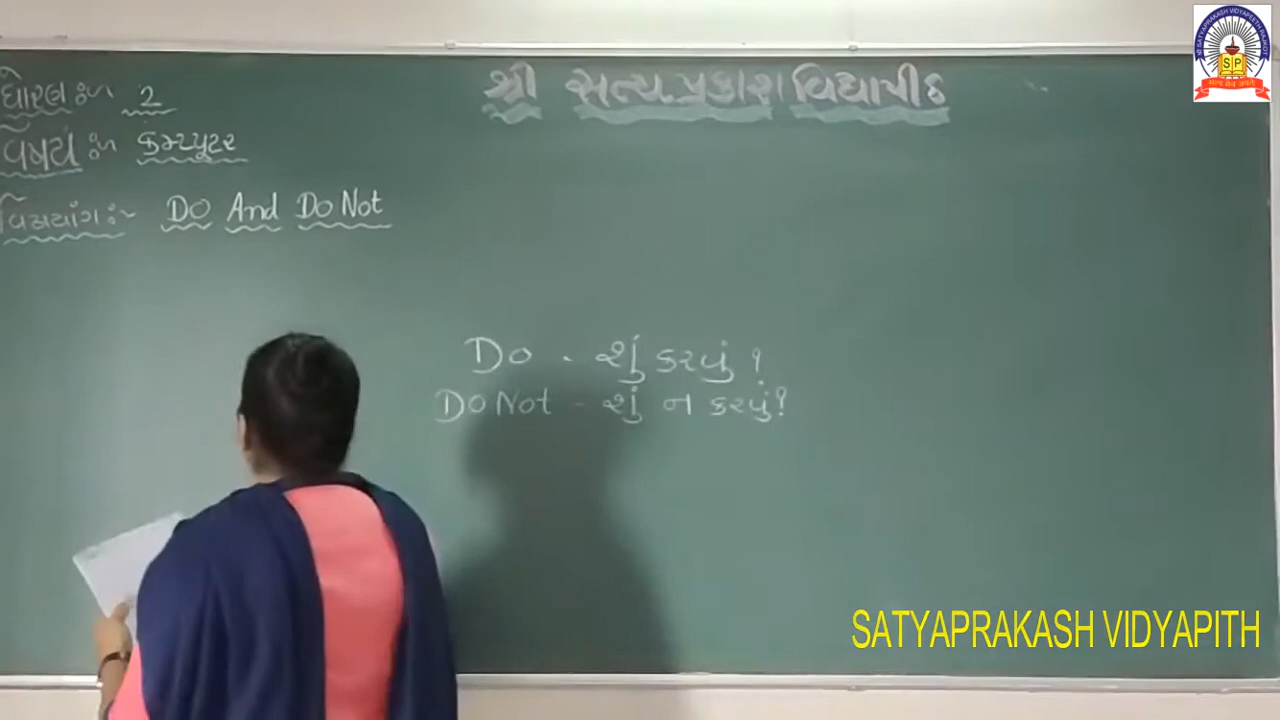 શ્રી સત્યપ્રકાશ વિદ્યાપીઠ
ધોરણ :- 2
વિષય :- કમ્પ્યૂટર
વિભાગ :- DO And Do Not
DO - શું કરવું ?
DO Not - શું ન કરવું ?
SATYAPRAKASH VIDYAPITH
SP